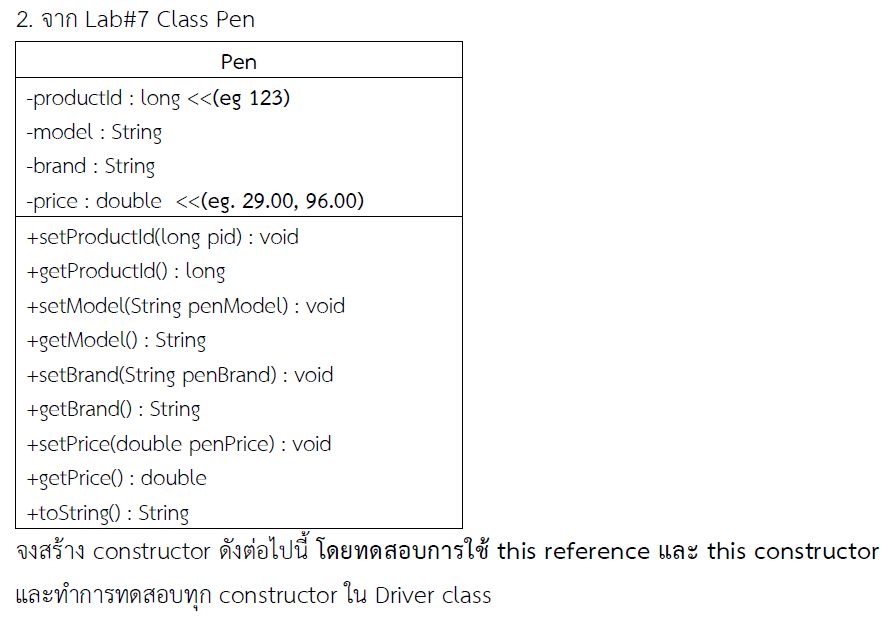 2. จาก Lab#7 Class Pen
Pen
-productId : long <<(eg 123)
-model : String
-brand : String
-price : double <<(eg. 29.00, 96.00)
+setProductId(long pid) : void
+getProductId() : long
+setModel(String penModel) : void
+getModel() : String
+setBrand(String penBrand) : void
+getBrand() : String
+setPrice(double penPrice) : void
+getPrice() : double
+toString() : String
จงสร้าง constructor ดังต่อไปนี้ โดยทดสอบการใช้ this reference และ this constructor
และทำการทดสอบทุก constructor ใน Driver class